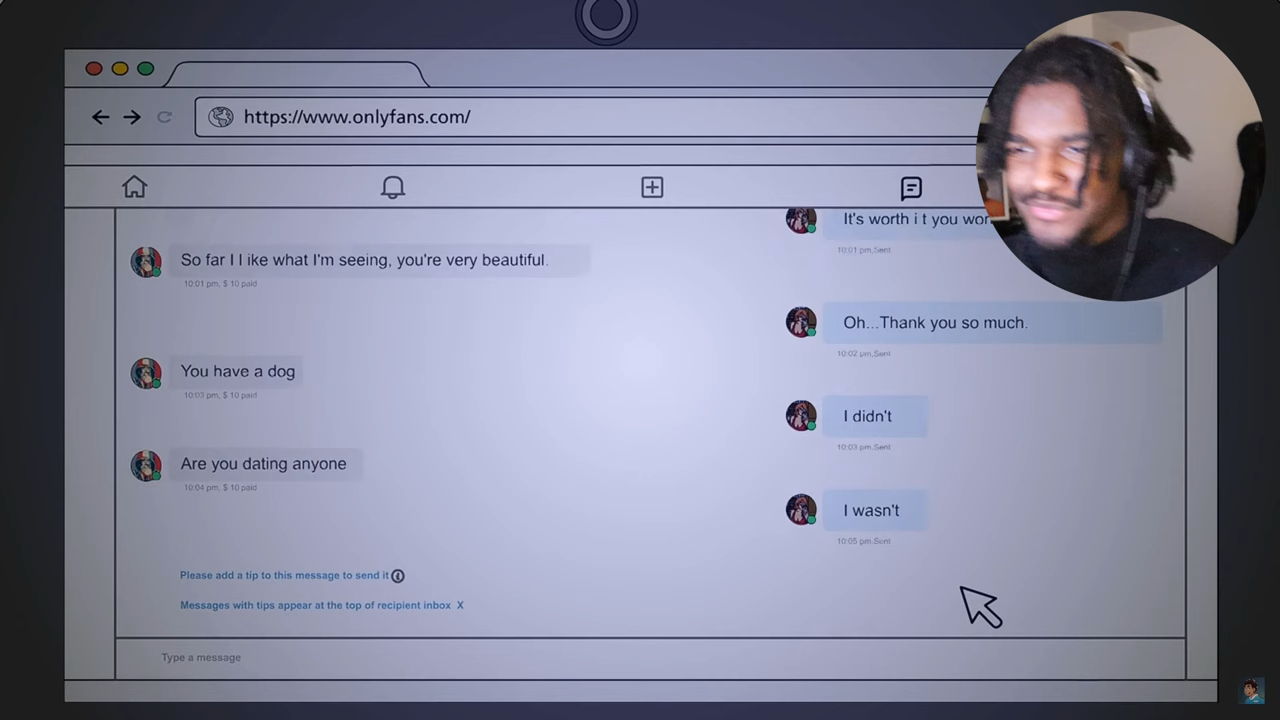 https://www.onlyfans.com/
It's worth i t you wor
10:01 pm,Sent
So far I l ike what I'm seeing, you're very beautiful.
10:01 pm, $ 10 paid
Oh...Thank you so much.
10:02 pm,Sent
You have a dog
10:03 pm, $ 10 paid
I didn't
10:03 pm,Sent
Are you dating anyone
10:04 pm, $ 10 paid
I wasn't
10:05 pm,Sent
Please add a tip to this message to send it
Messages with tips appear at the top of recipient inbox X
Type a message